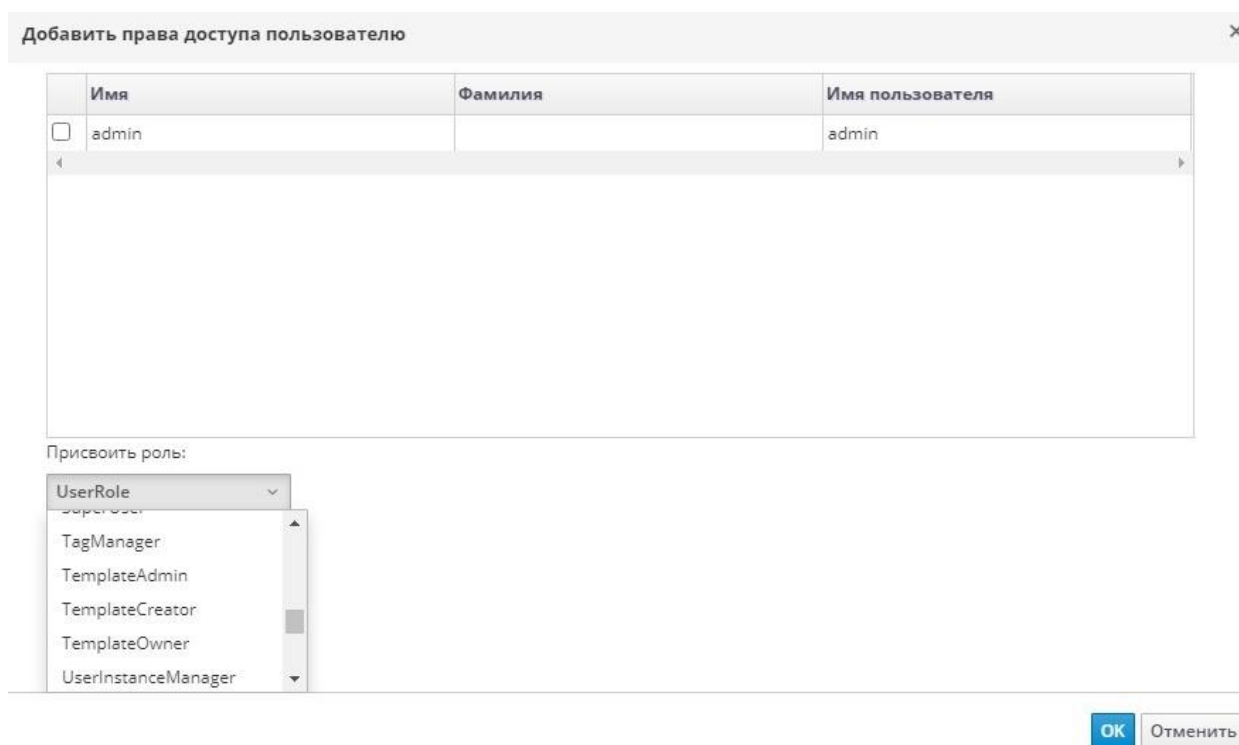 Добавить права доступа пользователю
Имя Фамилия Имя пользователя
admin admin
Присвоить роль:
UserRole
SuperUser
TagManager
TemplateAdmin
TemplateCreator
TemplateOwner
UserInstanceManager
OK Отменить